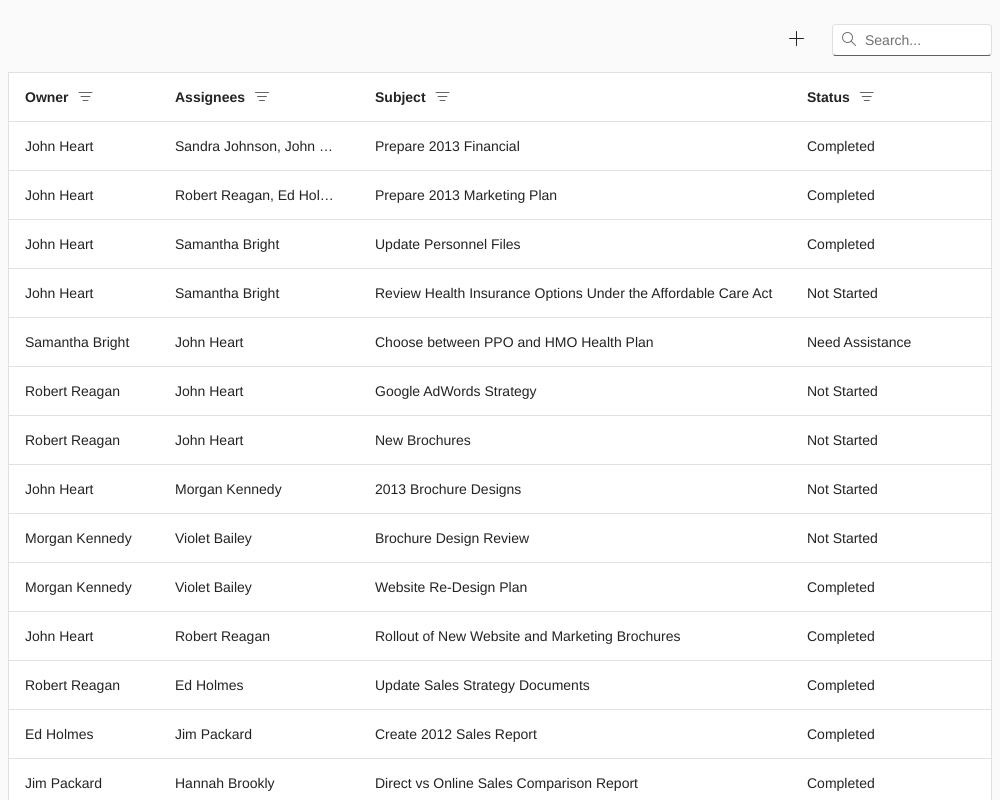 Search...
Owner Assignees Subject Status
John Heart Sandra Johnson, John … Prepare 2013 Financial Completed
John Heart Robert Reagan, Ed Hol… Prepare 2013 Marketing Plan Completed
John Heart Samantha Bright Update Personnel Files Completed
John Heart Samantha Bright Review Health Insurance Options Under the Affordable Care Act Not Started
Samantha Bright John Heart Choose between PPO and HMO Health Plan Need Assistance
Robert Reagan John Heart Google AdWords Strategy Not Started
Robert Reagan John Heart New Brochures Not Started
John Heart Morgan Kennedy 2013 Brochure Designs Not Started
Morgan Kennedy Violet Bailey Brochure Design Review Not Started
Morgan Kennedy Violet Bailey Website Re-Design Plan Completed
John Heart Robert Reagan Rollout of New Website and Marketing Brochures Completed
Robert Reagan Ed Holmes Update Sales Strategy Documents Completed
Ed Holmes Jim Packard Create 2012 Sales Report Completed
Jim Packard Hannah Brookly Direct vs Online Sales Comparison Report Completed